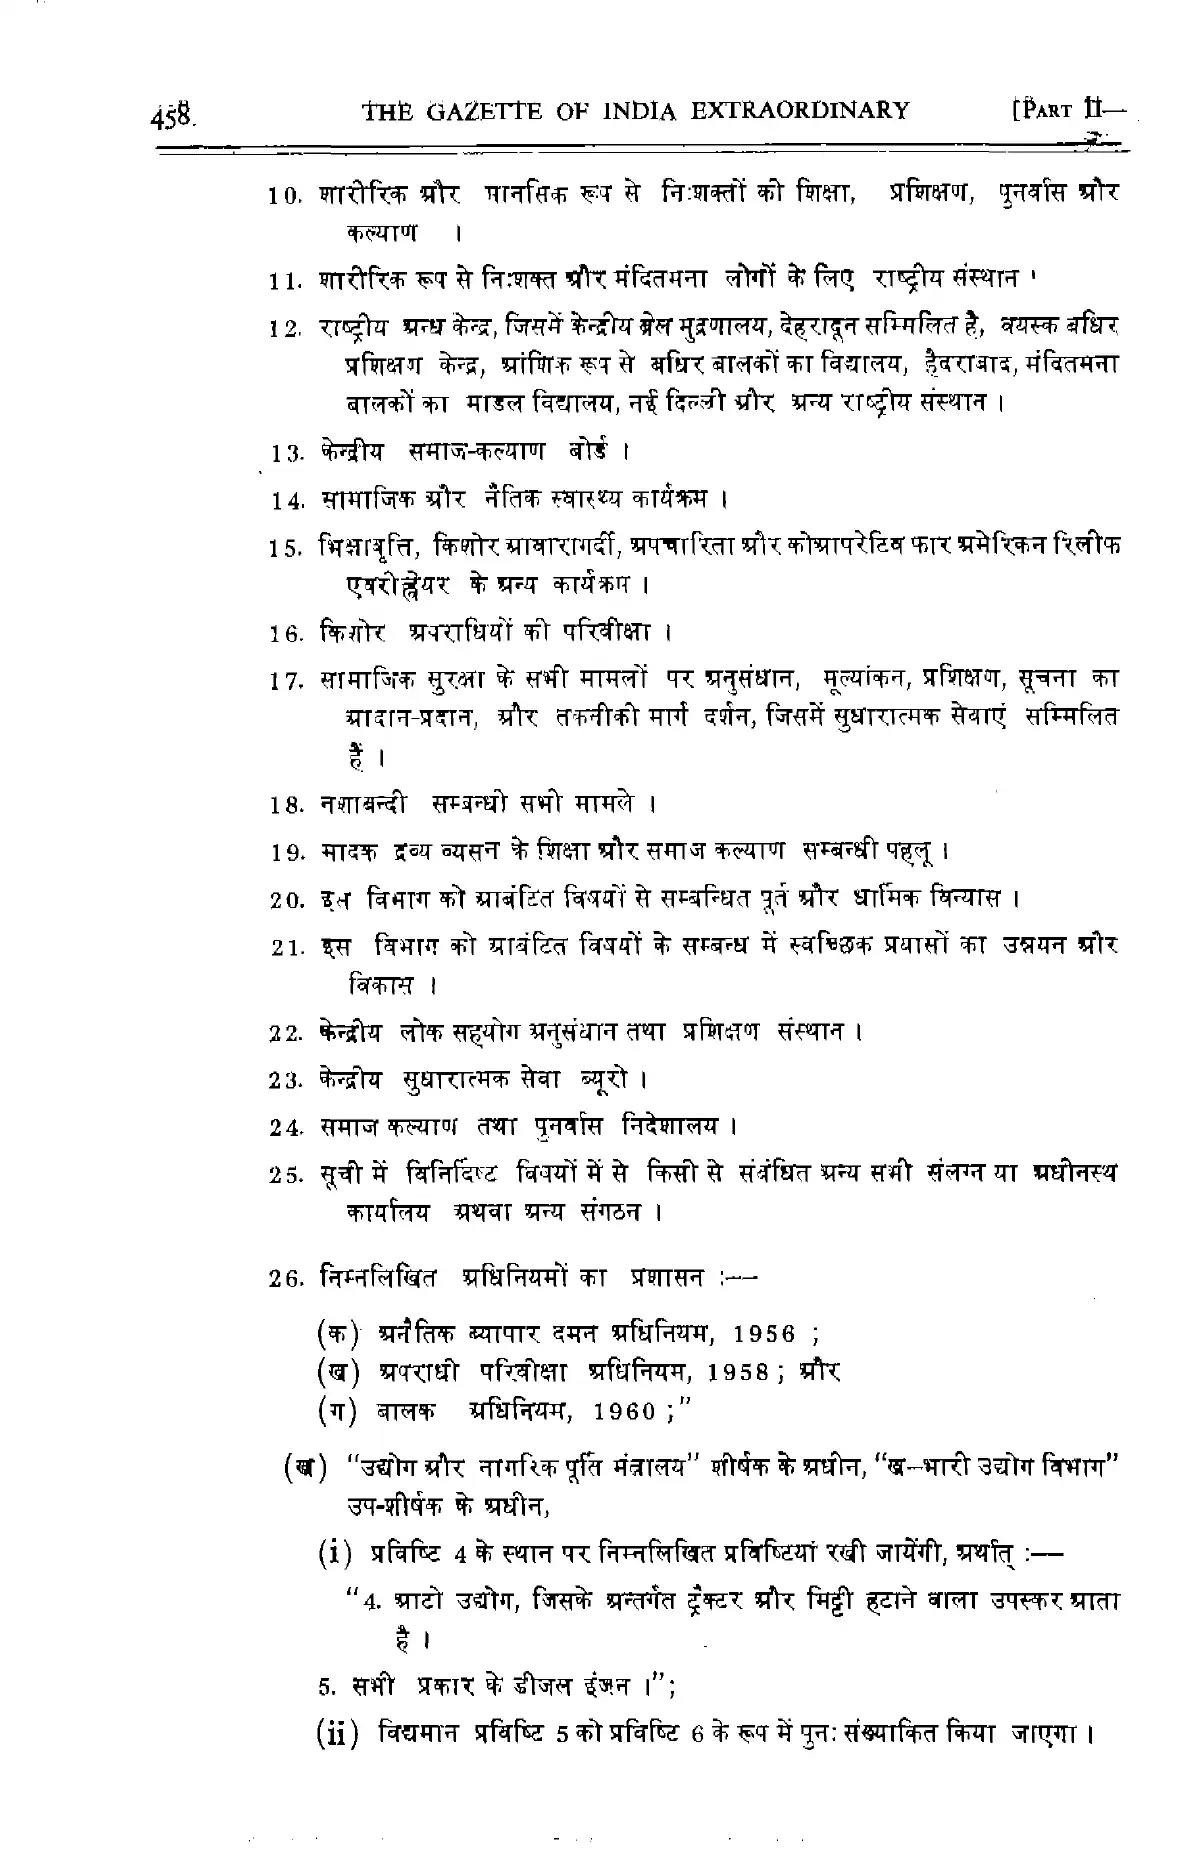 458. THE GAZETTE OF INDIA EXTRAORDINARY [PART II—
10. शारीरिक और मानसिक रूप से नि:शक्तों की शिक्षा, प्रशिक्षण, पुनर्वास और
कल्याण ।
11. शारीरिक रूप से नि:शक्त और मंदितमना लोगों के लिए राष्ट्रीय संस्थान ।
12. राष्ट्रीय अन्ध केन्द्र, जिसमें केन्द्रीय ब्रेल मुद्रणालय, देहरादून सम्मिलित है, वयस्क बधिर
प्रशिक्षण केन्द्र, आंशिक रूप से बधिर बालकों का विद्यालय, हैदराबाद, मंदितमना
बालकों का माडल विद्यालय, नई दिल्ली और अन्य राष्ट्रीय संस्थान ।
13. केन्द्रीय समाज-कल्याण बोर्ड ।
14. सामाजिक और नैतिक स्वास्थ्य कार्यक्रम ।
15. भिक्षावृत्ति, किशोर आवारागर्दी, अपचारिता और कोआपरेटिव फार अमेरिकन रिलीफ
एवरीह्वेयर के अन्य कार्यक्रम ।
16. किशोर अपराधियों की परिवीक्षा ।
17. सामाजिक सुरक्षा के सभी मामलों पर अनुसंधान, मूल्यांकन, प्रशिक्षण, सूचना का
आदान-प्रदान, और तकनीकी मार्ग दर्शन, जिसमें सुधारात्मक सेवाएं सम्मिलित
हैं ।
18. नशाबन्दी सम्बन्धी सभी मामले ।
19. मादक द्रव्य व्यसन के शिक्षा और समाज कल्याण सम्बन्धी पहलू ।
20. इस विभाग को आबंटित विषयों से सम्बन्धित पूर्त और धार्मिक विन्यास ।
21. इस विभाग को आबंटित विषयों के सम्बन्ध में स्वच्छिक प्रयासों का उन्नयन और
विकास ।
22. केन्द्रीय लोक सहयोग अनुसंधान तथा प्रशिक्षण संस्थान ।
23. केन्द्रीय सुधारात्मक सेवा ब्यूरो ।
24. समाज कल्याण तथा पुनर्वास निदेशालय ।
25. सूची में विनिर्दिष्ट विषयों में से किसी से संबंधित अन्य सभी संलग्न या अधीनस्थ
कार्यालय अथवा अन्य संगठन ।
26. निम्नलिखित अधिनियमों का प्रशासन :——
(क) अनैतिक व्यापार दमन अधिनियम, 1956 ;
(ख) अपराधी परिवीक्षा अधिनियम, 1958 ; और
(ग) बालक अधिनियम, 1960 ;"
(ख) "उद्योग और नागरिक पूर्ति मंत्रालय" शीर्षक के अधीन, "ख–भारी उद्योग विभाग"
उप-शीर्षक के अधीन,
(i) प्रविष्टि 4 के स्थान पर निम्नलिखित प्रविष्टियां रखी जायेंगी, अर्थात् :——
"4. आटो उद्योग, जिसके अन्तर्गत ट्रैक्टर और मिट्टी हटाने वाला उपस्कर आता
है ।
5. सभी प्रकार के डीजल इंजन ।";
(ii) विद्यमान प्रविष्टि 5 को प्रविष्टि 6 के रूप में पुन: संख्यांकित किया जाएगा ।